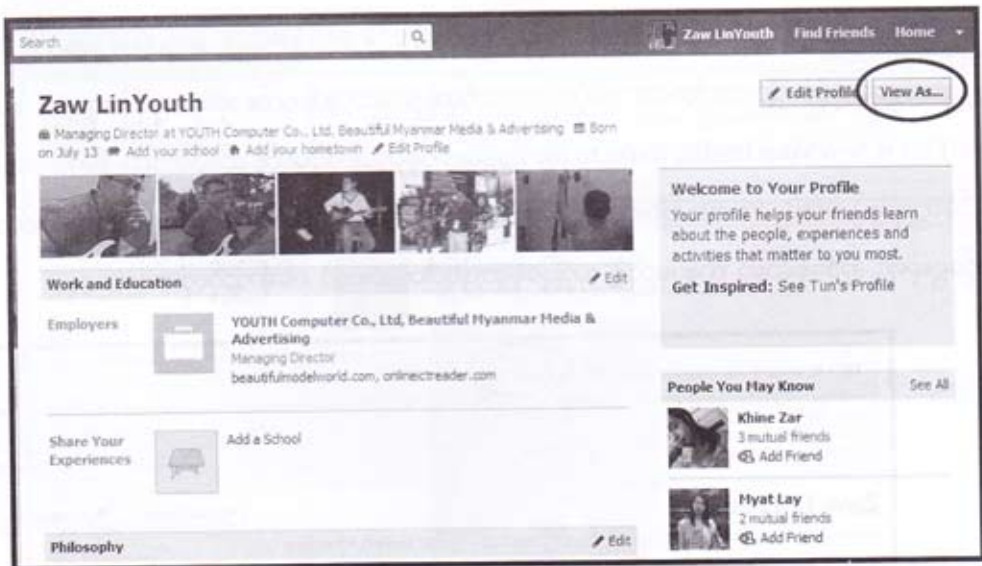 Search
Zaw LinYouth Find Friends Home
Edit Profile View As...
Zaw LinYouth
Managing Director at YOUTH Computer Co., Ltd, Beautiful Myanmar Media & Advertising Born
on July 13 Add your school Add your hometown Edit Profile
Work and Education Edit
Employers
YOUTH Computer Co., Ltd, Beautiful Myanmar Media &
Advertising
Managing Director
beautifulmodelworld.com, onlineictreader.com
Share Your
Experiences
Add a School
Philosophy Edit
Welcome to Your Profile
Your profile helps your friends learn
about the people, experiences and
activities that matter to you most.
Get Inspired: See Tun's Profile
People You May Know See All
Khine Zar
3 mutual friends
Add Friend
Myat Lay
2 mutual friends
Add Friend